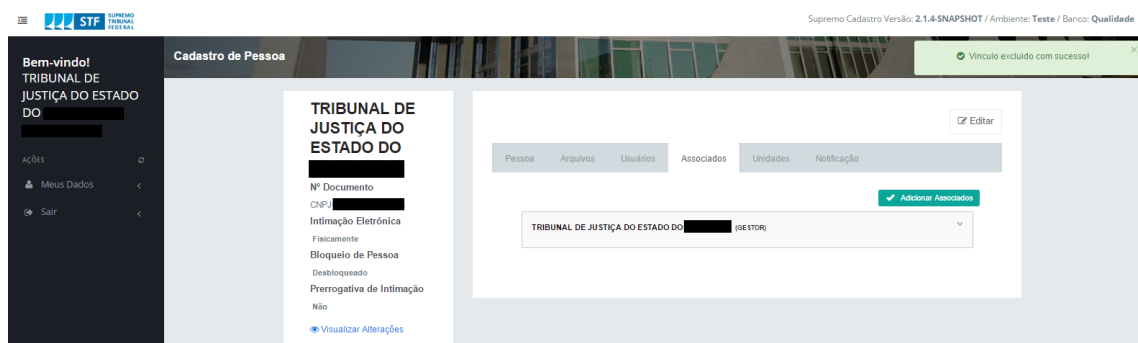 STF SUPREMO TRIBUNAL FEDERAL
Supremo Cadastro Versão: 2.1.4-SNAPSHOT / Ambiente: Teste / Banco: Qualidade
Bem-vindo!
TRIBUNAL DE
JUSTIÇA DO ESTADO
DO
AÇÕES
Meus Dados
Sair
Cadastro de Pessoa
Vinculo excluido com sucesso!
×
TRIBUNAL DE
JUSTIÇA DO
ESTADO DO
Nº Documento
CNPJ
Intimação Eletrônica
Fisicamente
Bloqueio de Pessoa
Desbloqueado
Prerrogativa de Intimação
Não
Visualizar Alterações
Editar
Pessoa Arquivos Usuários Associados Unidades Notificação
Adicionar Associados
TRIBUNAL DE JUSTIÇA DO ESTADO DO (GESTOR)